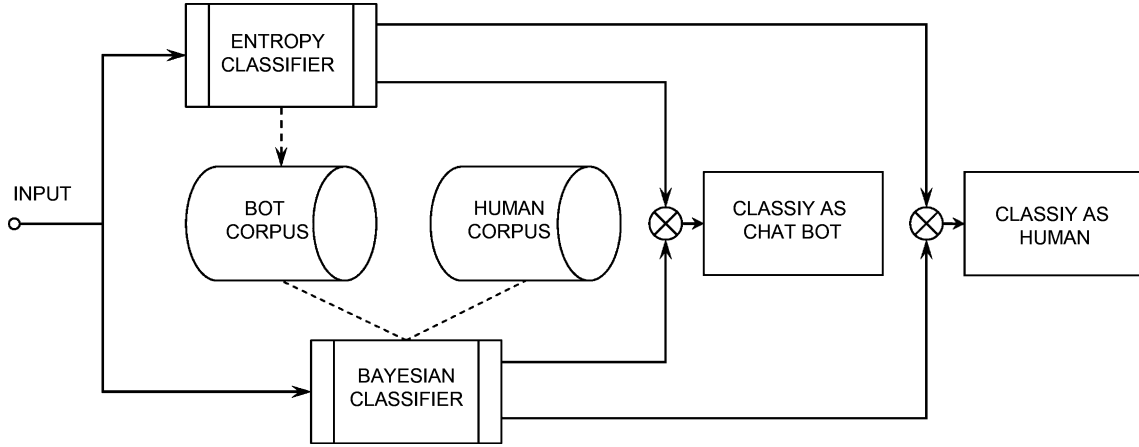 ENTROPY
CLASSIFIER
INPUT
BOT
CORPUS
HUMAN
CORPUS
CLASSIY AS
CHAT BOT
CLASSIY AS
HUMAN
BAYESIAN
CLASSIFIER